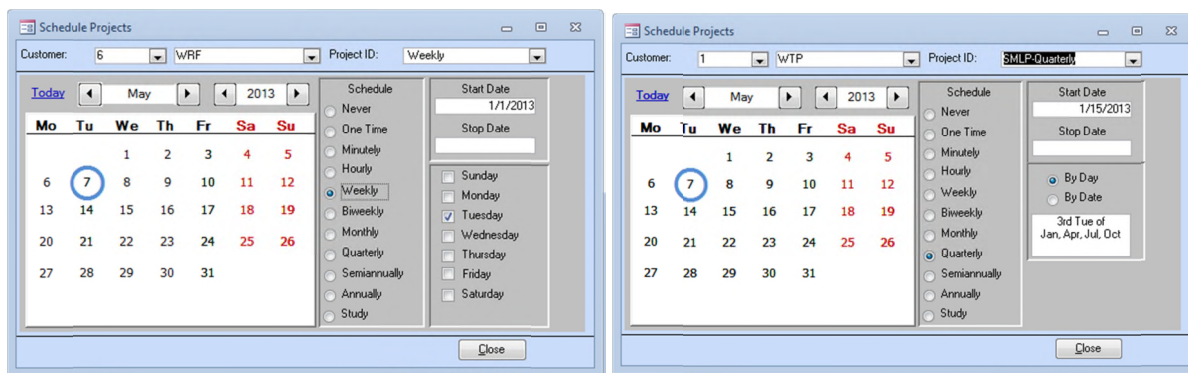 Schedule Projects
Customer: 6 WRF Project ID: Weekly
Today May 2013
Mo Tu We Th Fr Sa Su
1 2 3 4 5
6 7 8 9 10 11 12
13 14 15 16 17 18 19
20 21 22 23 24 25 26
27 28 29 30 31
Schedule
Never
One Time
Minutely
Hourly
Weekly
Biweekly
Monthly
Quarterly
Semiannually
Annually
Study
Start Date
1/1/2013
Stop Date
Sunday
Monday
Tuesday
Wednesday
Thursday
Friday
Saturday
Close
Schedule Projects
Customer: 1 WTP Project ID: SMLP-Quarterly
Today May 2013
Mo Tu We Th Fr Sa Su
1 2 3 4 5
6 7 8 9 10 11 12
13 14 15 16 17 18 19
20 21 22 23 24 25 26
27 28 29 30 31
Schedule
Never
One Time
Minutely
Hourly
Weekly
Biweekly
Monthly
Quarterly
Semiannually
Annually
Study
Start Date
1/15/2013
Stop Date
By Day
By Date
3rd Tue of
Jan, Apr, Jul, Oct
Close